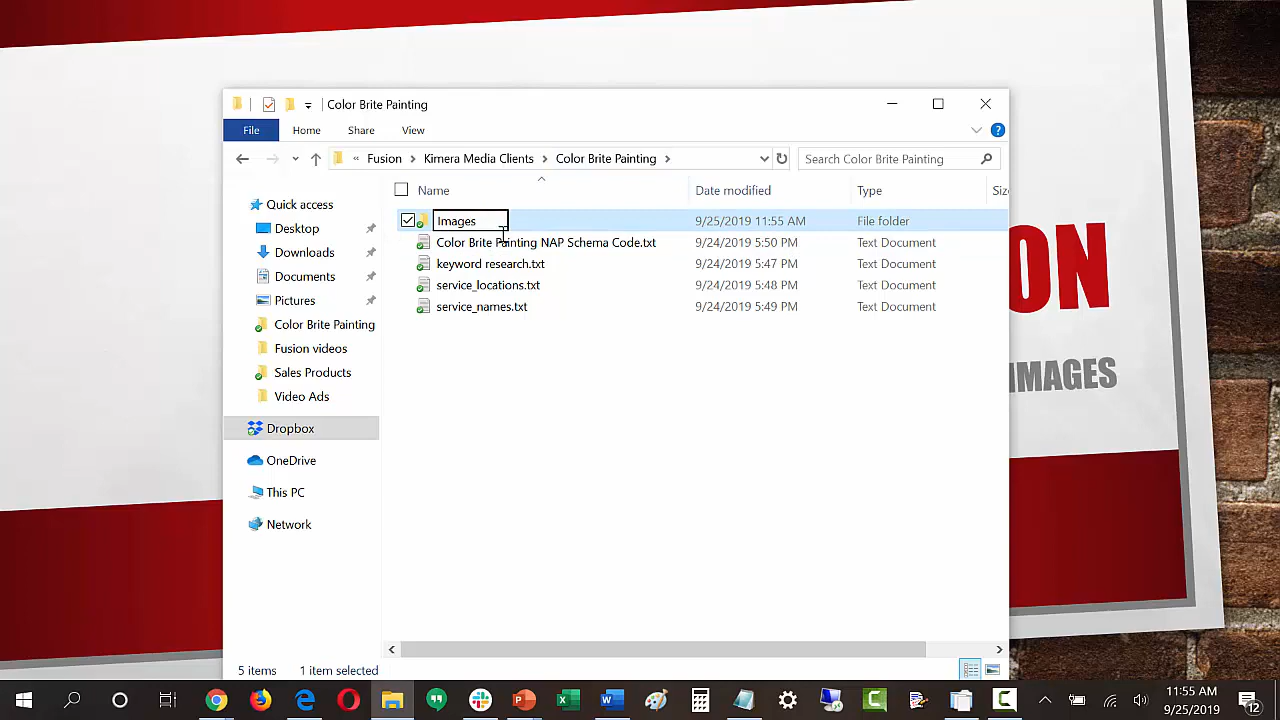 Color Brite Painting
File
Home
Share
View
Fusion
Kimera Media Clients
Color Brite Painting
Search Color Brite Painting
Name
Date modified
Type
Images
9/25/2019 11:55 AM
File folder
Color Brite Painting NAP Schema Code.txt
9/24/2019 5:50 PM
Text Document
keyword research.txt
9/24/2019 5:47 PM
Text Document
service_locations.txt
9/24/2019 5:48 PM
Text Document
service_names.txt
9/24/2019 5:49 PM
Text Document
Quick access
Desktop
Downloads
Documents
Pictures
Color Brite Painting
Fusion videos
Sales Products
Video Ads
Dropbox
OneDrive
This PC
Network
ON
IMAGES
5 items
1 item selected
11:55 AM
9/25/2019
12